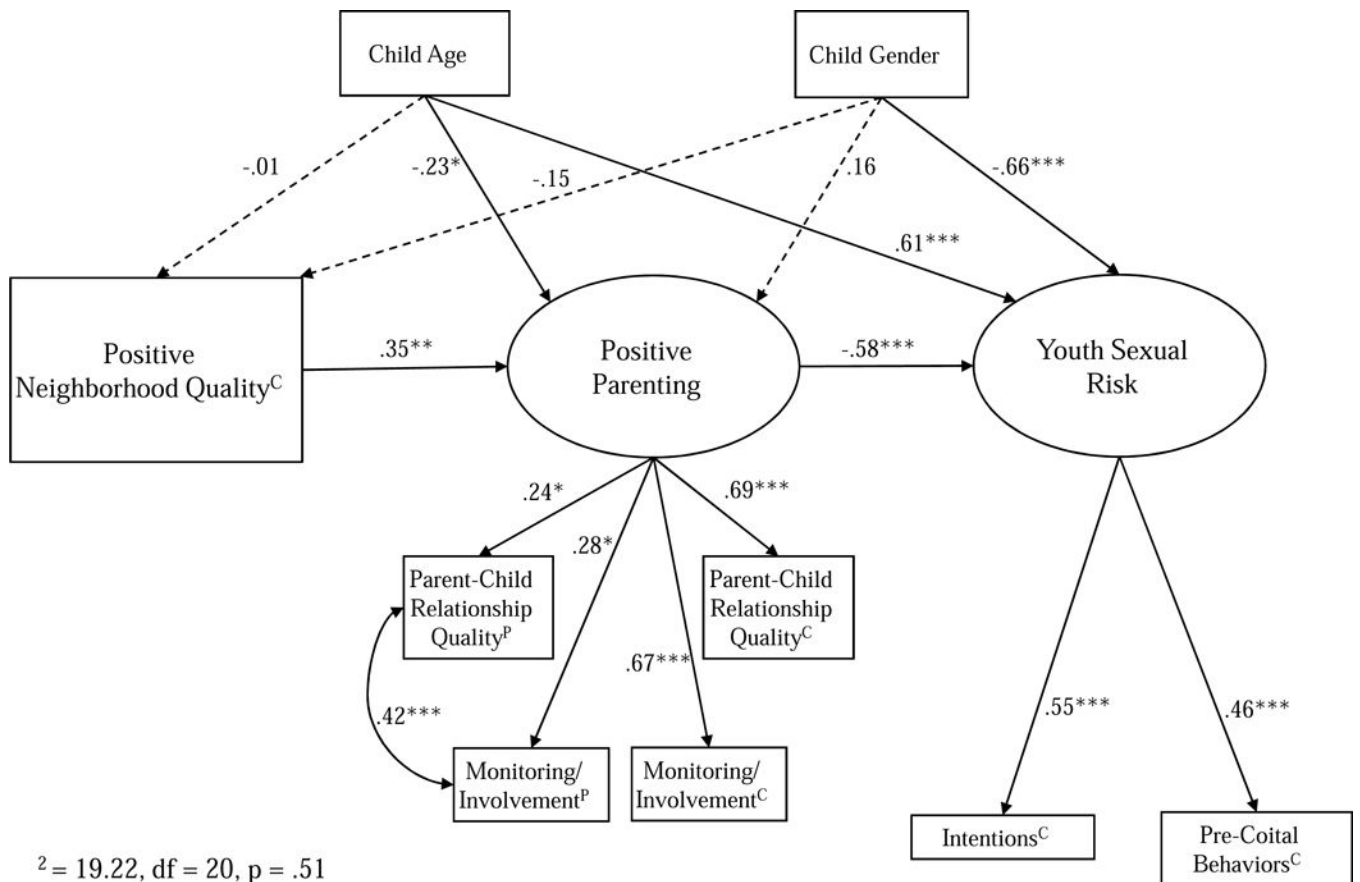 Child Age
Child Gender
-.01
-.23*
-.15
.16
-.66***
.61***
Positive
Neighborhood Quality^C
.35**
Positive
Parenting
-.58***
Youth Sexual
Risk
.24*
.28*
.67***
.69***
Parent-Child
Relationship
Quality^P
Parent-Child
Relationship
Quality^C
.42***
.55***
.46***
Monitoring/
Involvement^P
Monitoring/
Involvement^C
Intentions^C
Pre-Coital
Behaviors^C
² = 19.22, df = 20, p = .51